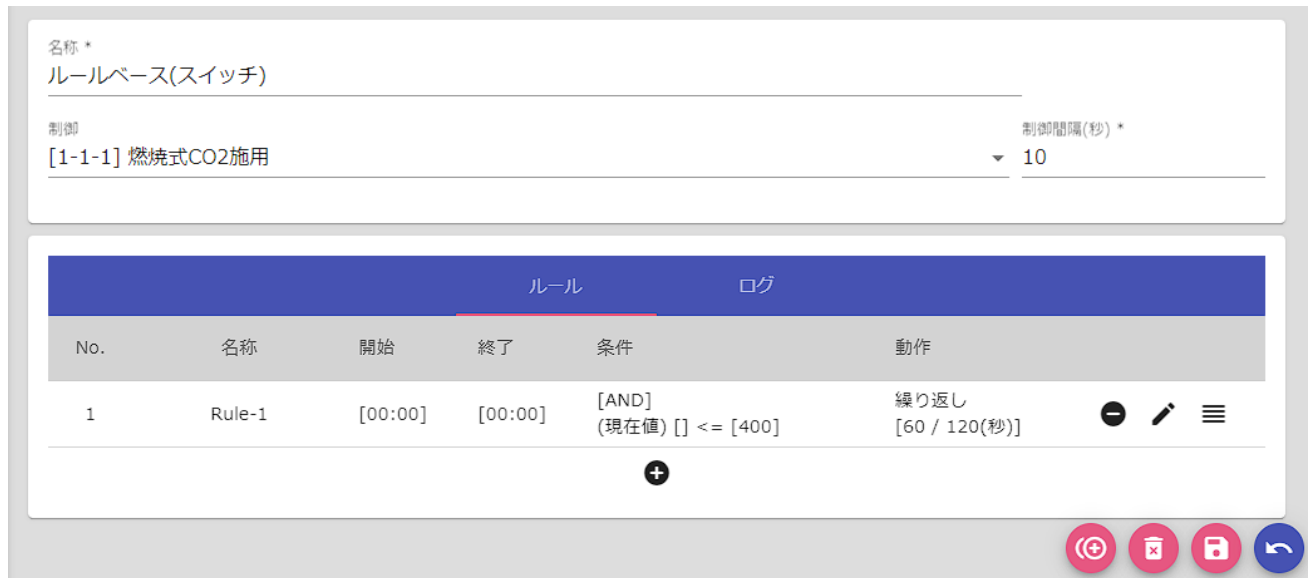 名称 *
ルールベース(スイッチ)
制御
制御間隔(秒) *
[1-1-1] 燃焼式CO2施用
10
ルール
ログ
No.
名称
開始
終了
条件
動作
1
Rule-1
[00:00]
[00:00]
[AND]
(現在値) [] <= [400]
繰り返し
[60 / 120(秒)]